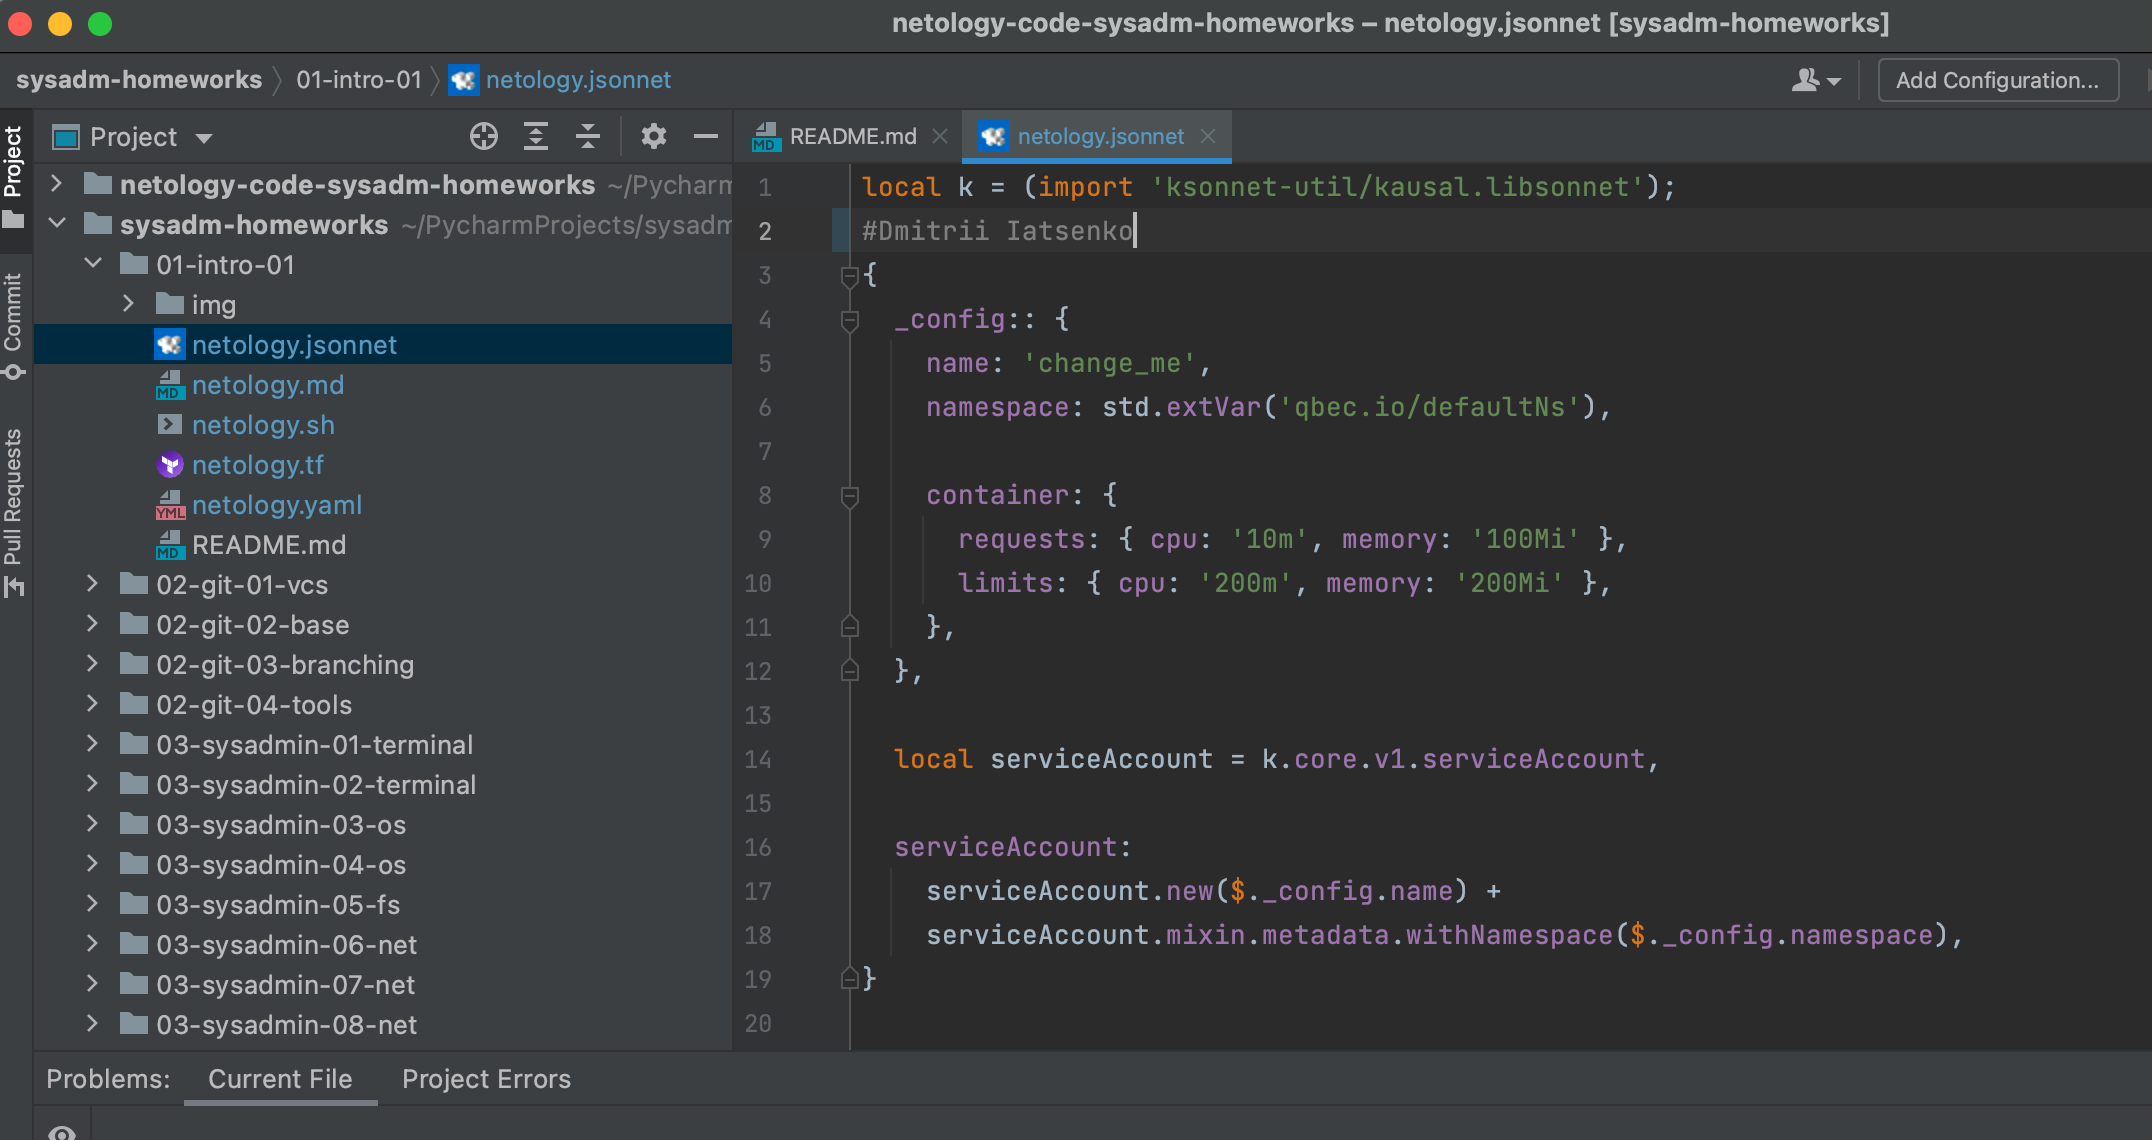 netology-code-sysadm-homeworks – netology.jsonnet [sysadm-homeworks]
sysadm-homeworks 01-intro-01 netology.jsonnet
Add Configuration...
Project
Commit
Pull Requests
Project
netology-code-sysadm-homeworks ~/Pycharm
sysadm-homeworks ~/PycharmProjects/sysadm
01-intro-01
img
netology.jsonnet
MD netology.md
netology.sh
netology.tf
YML netology.yaml
MD README.md
02-git-01-vcs
02-git-02-base
02-git-03-branching
02-git-04-tools
03-sysadmin-01-terminal
03-sysadmin-02-terminal
03-sysadmin-03-os
03-sysadmin-04-os
03-sysadmin-05-fs
03-sysadmin-06-net
03-sysadmin-07-net
03-sysadmin-08-net
MD README.md netology.jsonnet
1 local k = (import 'ksonnet-util/kausal.libsonnet');
2 #Dmitrii Iatsenko
3 {
4 _config:: {
5 name: 'change_me',
6 namespace: std.extVar('qbec.io/defaultNs'),
7
8 container: {
9 requests: { cpu: '10m', memory: '100Mi' },
10 limits: { cpu: '200m', memory: '200Mi' },
11 },
12 },
13
14 local serviceAccount = k.core.v1.serviceAccount,
15
16 serviceAccount:
17 serviceAccount.new($._config.name) +
18 serviceAccount.mixin.metadata.withNamespace($._config.namespace),
19 }
20
Problems: Current File Project Errors